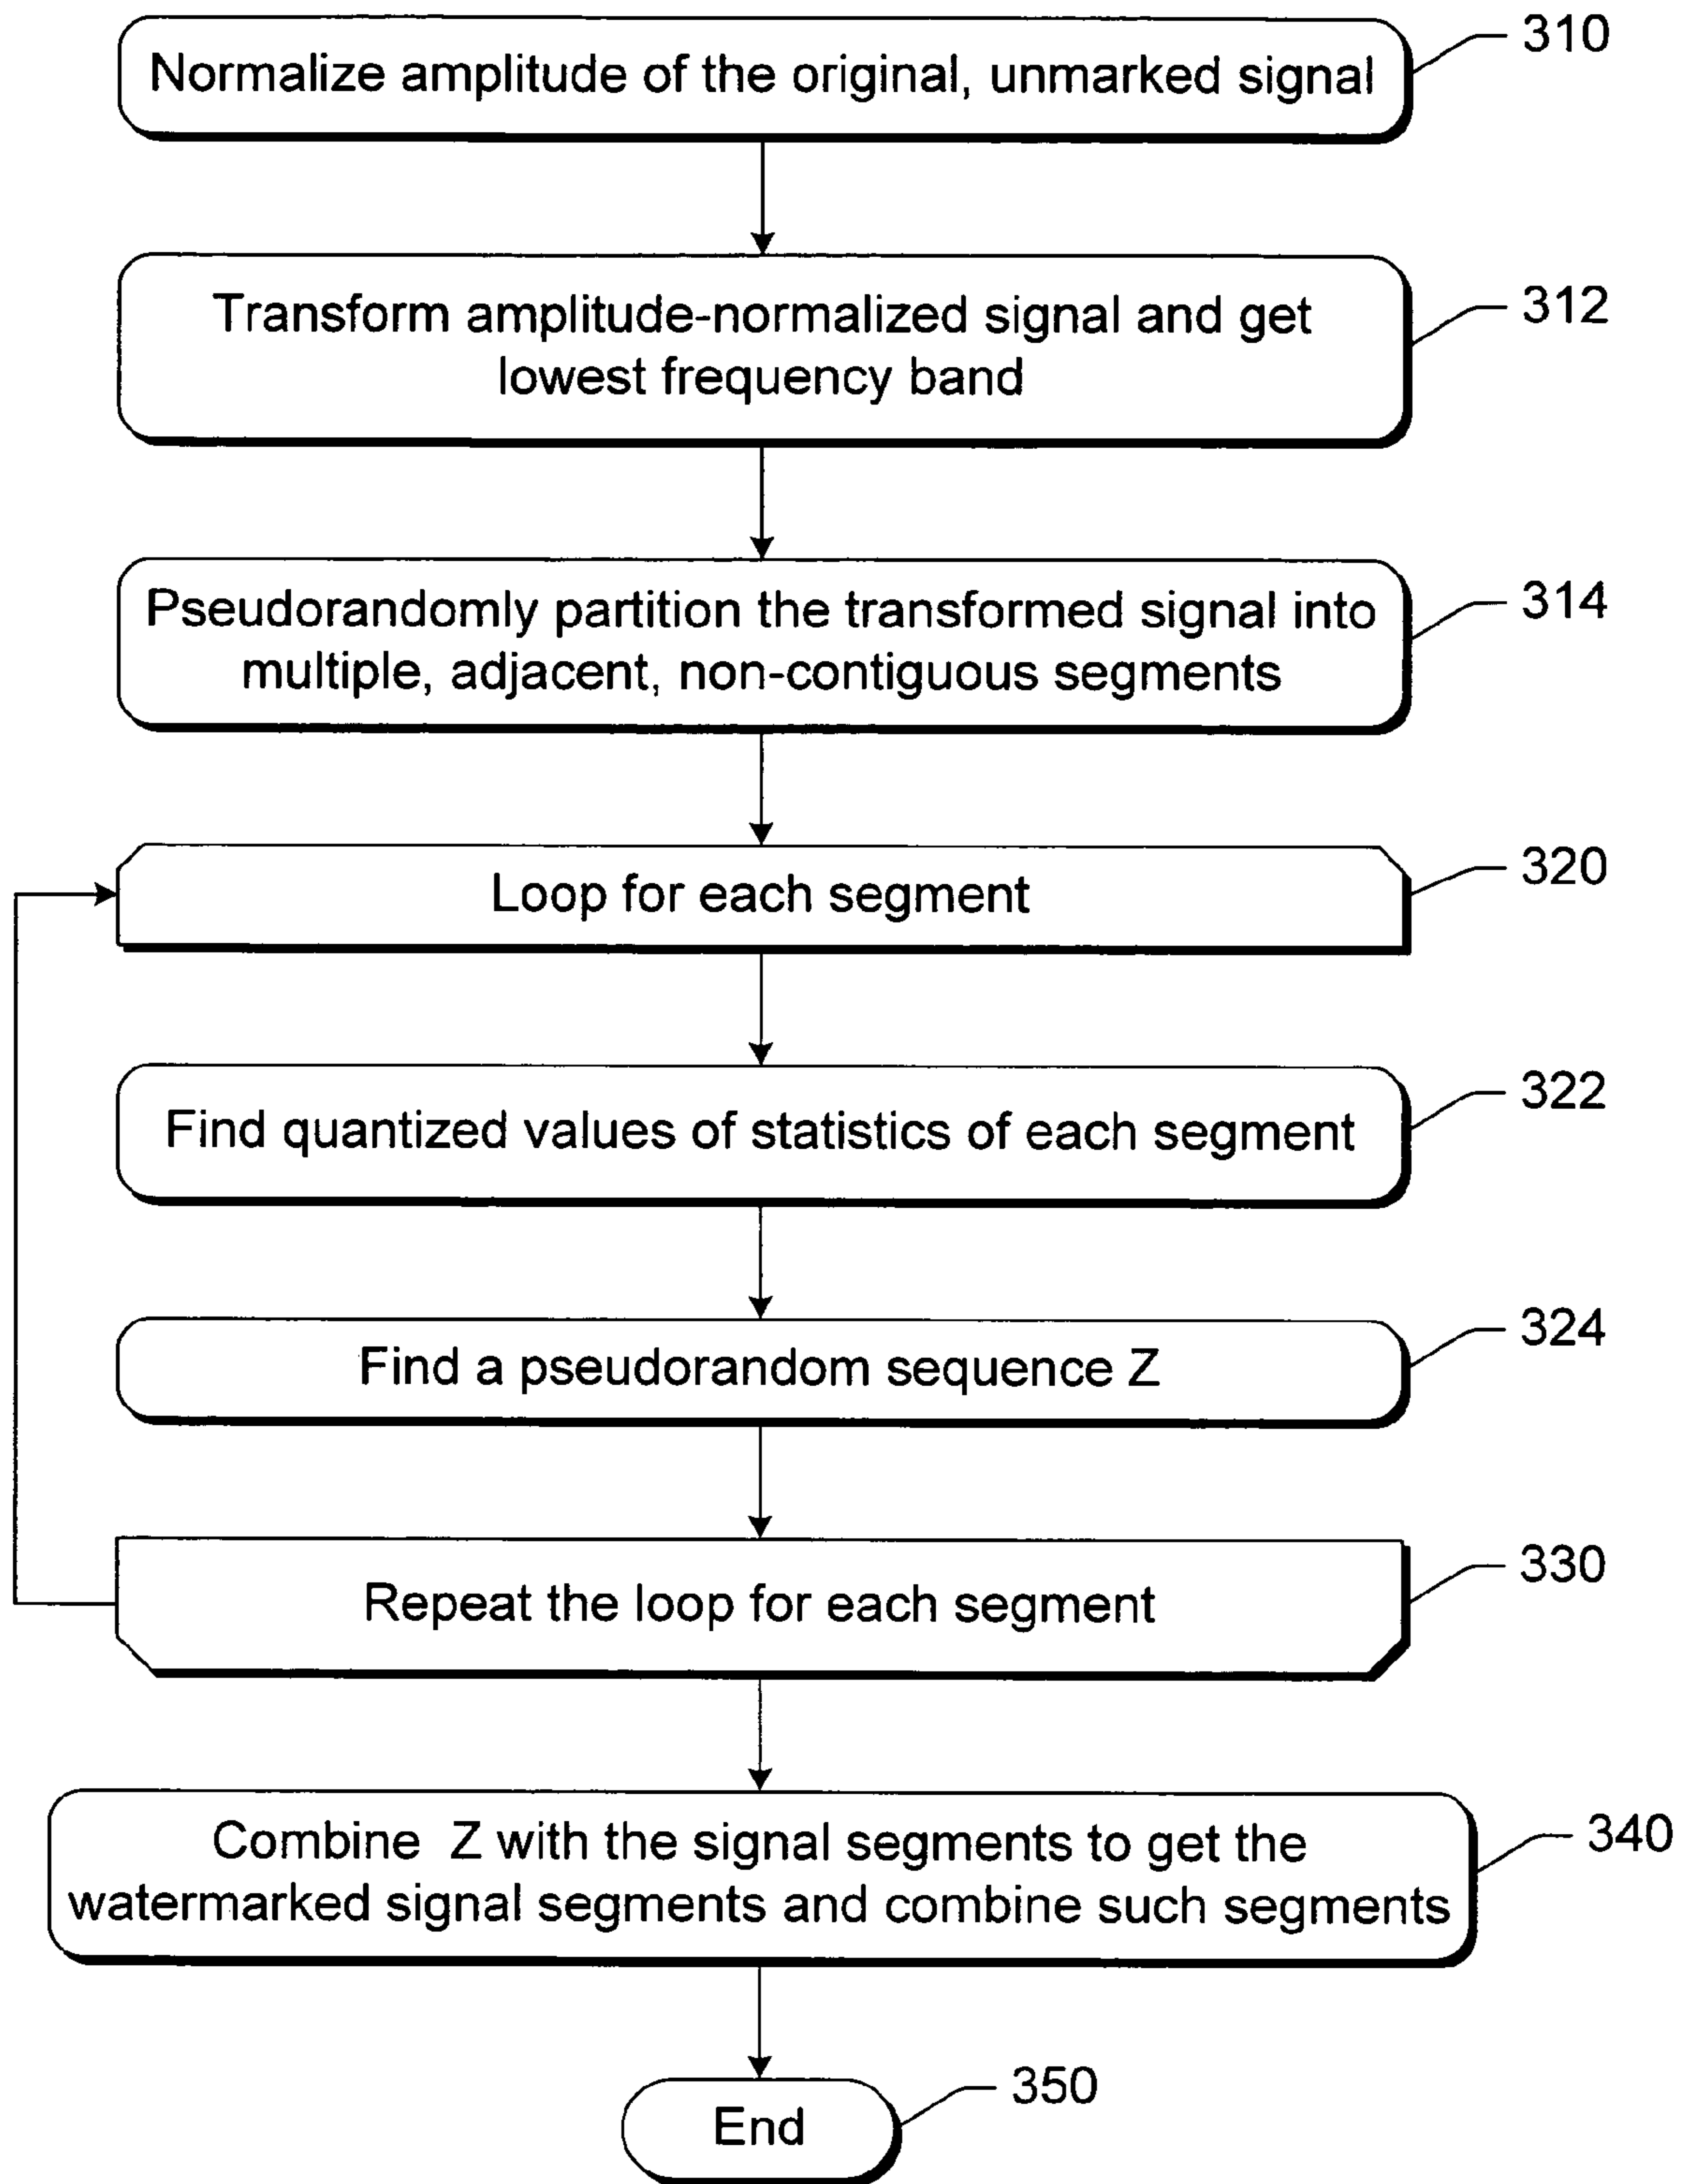 310
Normalize amplitude of the original, unmarked signal
312
Transform amplitude-normalized signal and get
lowest frequency band
314
Pseudorandomly partition the transformed signal into
multiple, adjacent, non-contiguous segments
320
Loop for each segment
322
Find quantized values of statistics of each segment
324
Find a pseudorandom sequence Z
330
Repeat the loop for each segment
340
Combine Z with the signal segments to get the
watermarked signal segments and combine such segments
350
End